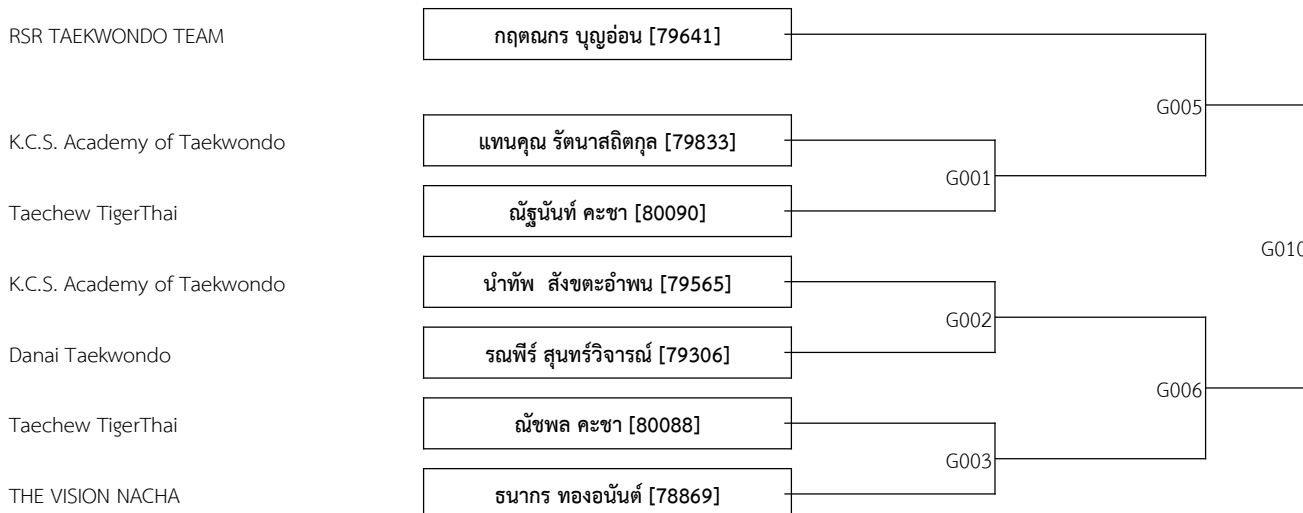 RSR TAEKWONDO TEAM กฤตณกร บุญอ่อน [79641]
G005
K.C.S. Academy of Taekwondo แทนคุณ รัตนาสถิตกุล [79833]
G001
Taechew TigerThai ณัฐนันท์ คะชา [80090]
G010
K.C.S. Academy of Taekwondo นำทัพ  สังขตะอำพน [79565]
G002
Danai Taekwondo รณพีร์ สุนทร์วิจารณ์ [79306]
G006
Taechew TigerThai ณัชพล คะชา [80088]
G003
THE VISION NACHA ธนากร ทองอนันต์ [78869]